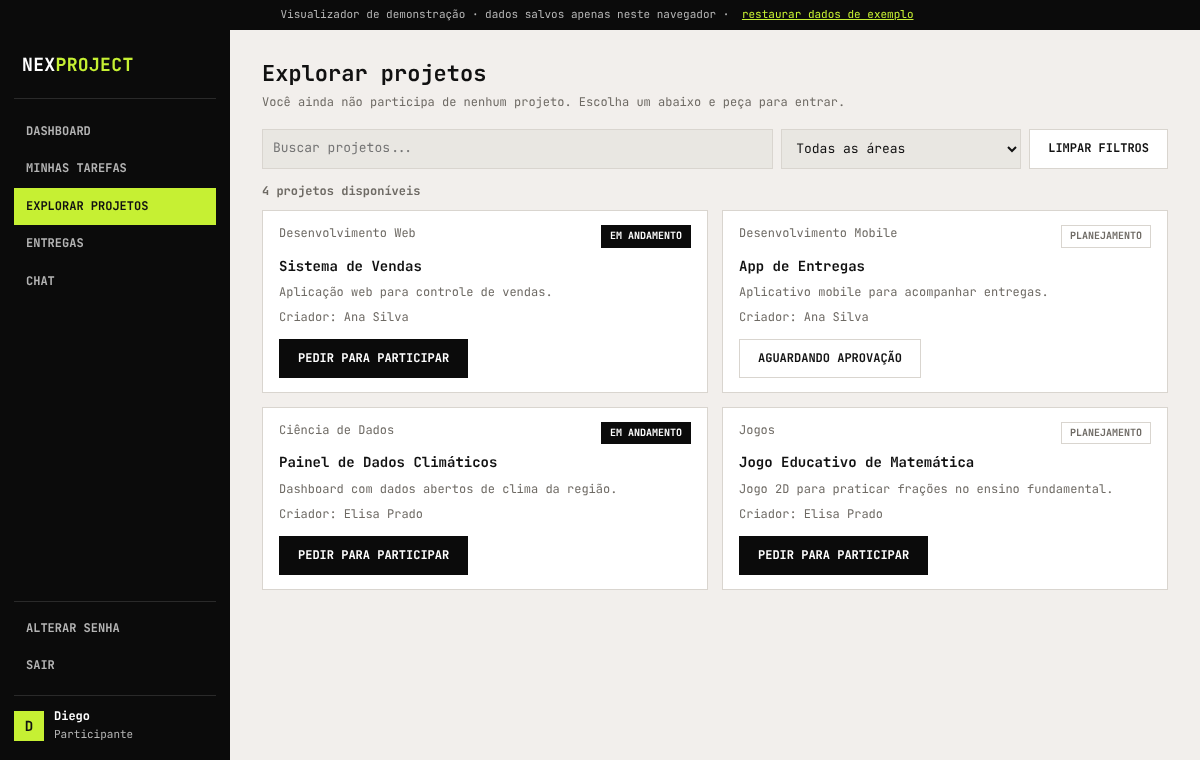 Visualizador de demonstração · dados salvos apenas neste navegador · restaurar dados de exemplo
NEXPROJECT
DASHBOARD
MINHAS TAREFAS
EXPLORAR PROJETOS
ENTREGAS
CHAT
ALTERAR SENHA
SAIR
D
Diego
Participante
Explorar projetos
Você ainda não participa de nenhum projeto. Escolha um abaixo e peça para entrar.
Buscar projetos...
Todas as áreas
LIMPAR FILTROS
4 projetos disponíveis
Desenvolvimento Web
EM ANDAMENTO
Sistema de Vendas
Aplicação web para controle de vendas.
Criador: Ana Silva
PEDIR PARA PARTICIPAR
Desenvolvimento Mobile
PLANEJAMENTO
App de Entregas
Aplicativo mobile para acompanhar entregas.
Criador: Ana Silva
AGUARDANDO APROVAÇÃO
Ciência de Dados
EM ANDAMENTO
Painel de Dados Climáticos
Dashboard com dados abertos de clima da região.
Criador: Elisa Prado
PEDIR PARA PARTICIPAR
Jogos
PLANEJAMENTO
Jogo Educativo de Matemática
Jogo 2D para praticar frações no ensino fundamental.
Criador: Elisa Prado
PEDIR PARA PARTICIPAR